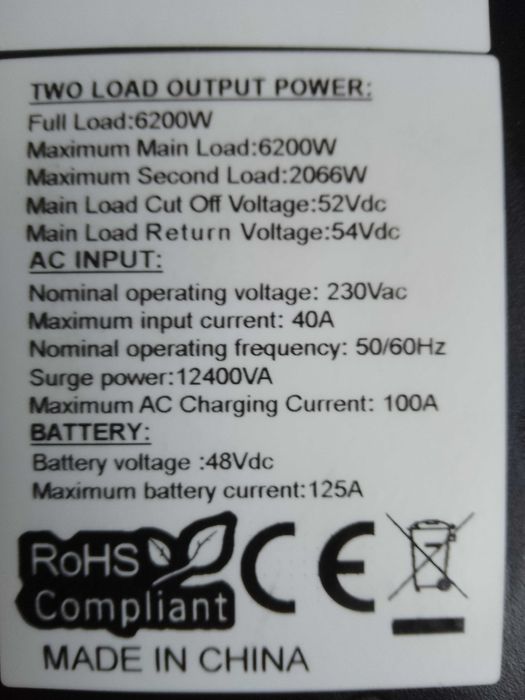 TWO LOAD OUTPUT POWER:
Full Load:6200W
Maximum Main Load:6200W
Maximum Second Load:2066W
Main Load Cut Off Voltage:52Vdc
Main Load Return Voltage:54Vdc
AC INPUT:
Nominal operating voltage: 230Vac
Maximum input current: 40A
Nominal operating frequency: 50/60Hz
Surge power:12400VA
Maximum AC Charging Current: 100A
BATTERY:
Battery voltage :48Vdc
Maximum battery current:125A
RoHS
Compliant
CE
MADE IN CHINA